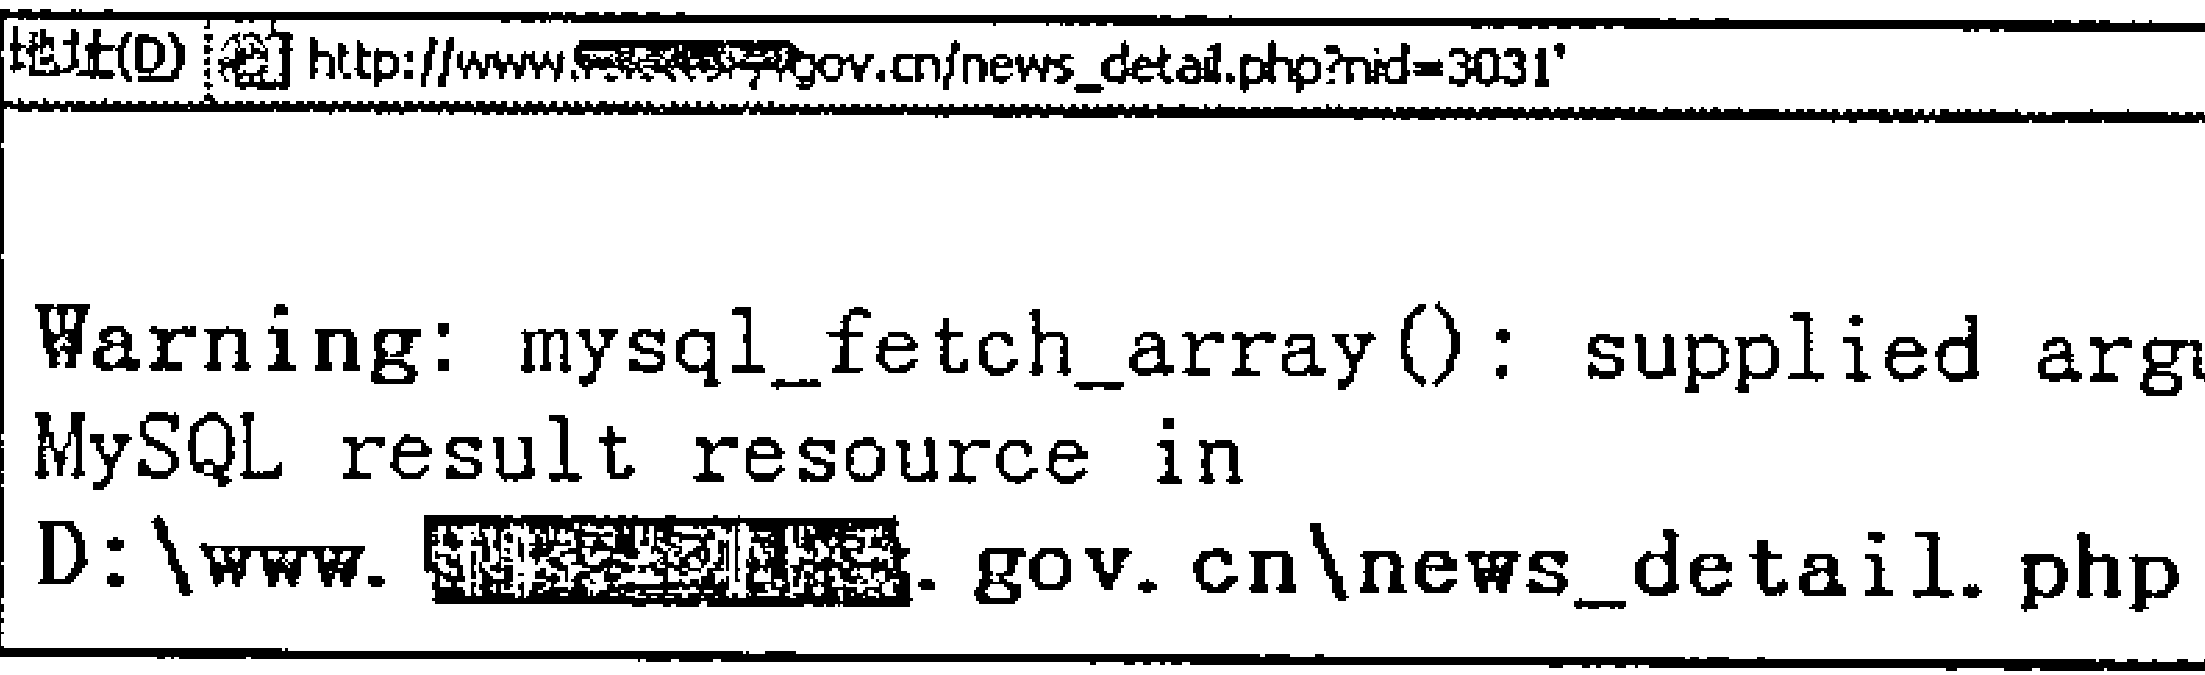 地址(D) http://www. gov.cn/news_detail.php?nid=3031'
Warning: mysql_fetch_array(): supplied argu
MySQL result resource in
D:\www. .gov.cn\news_detail.php